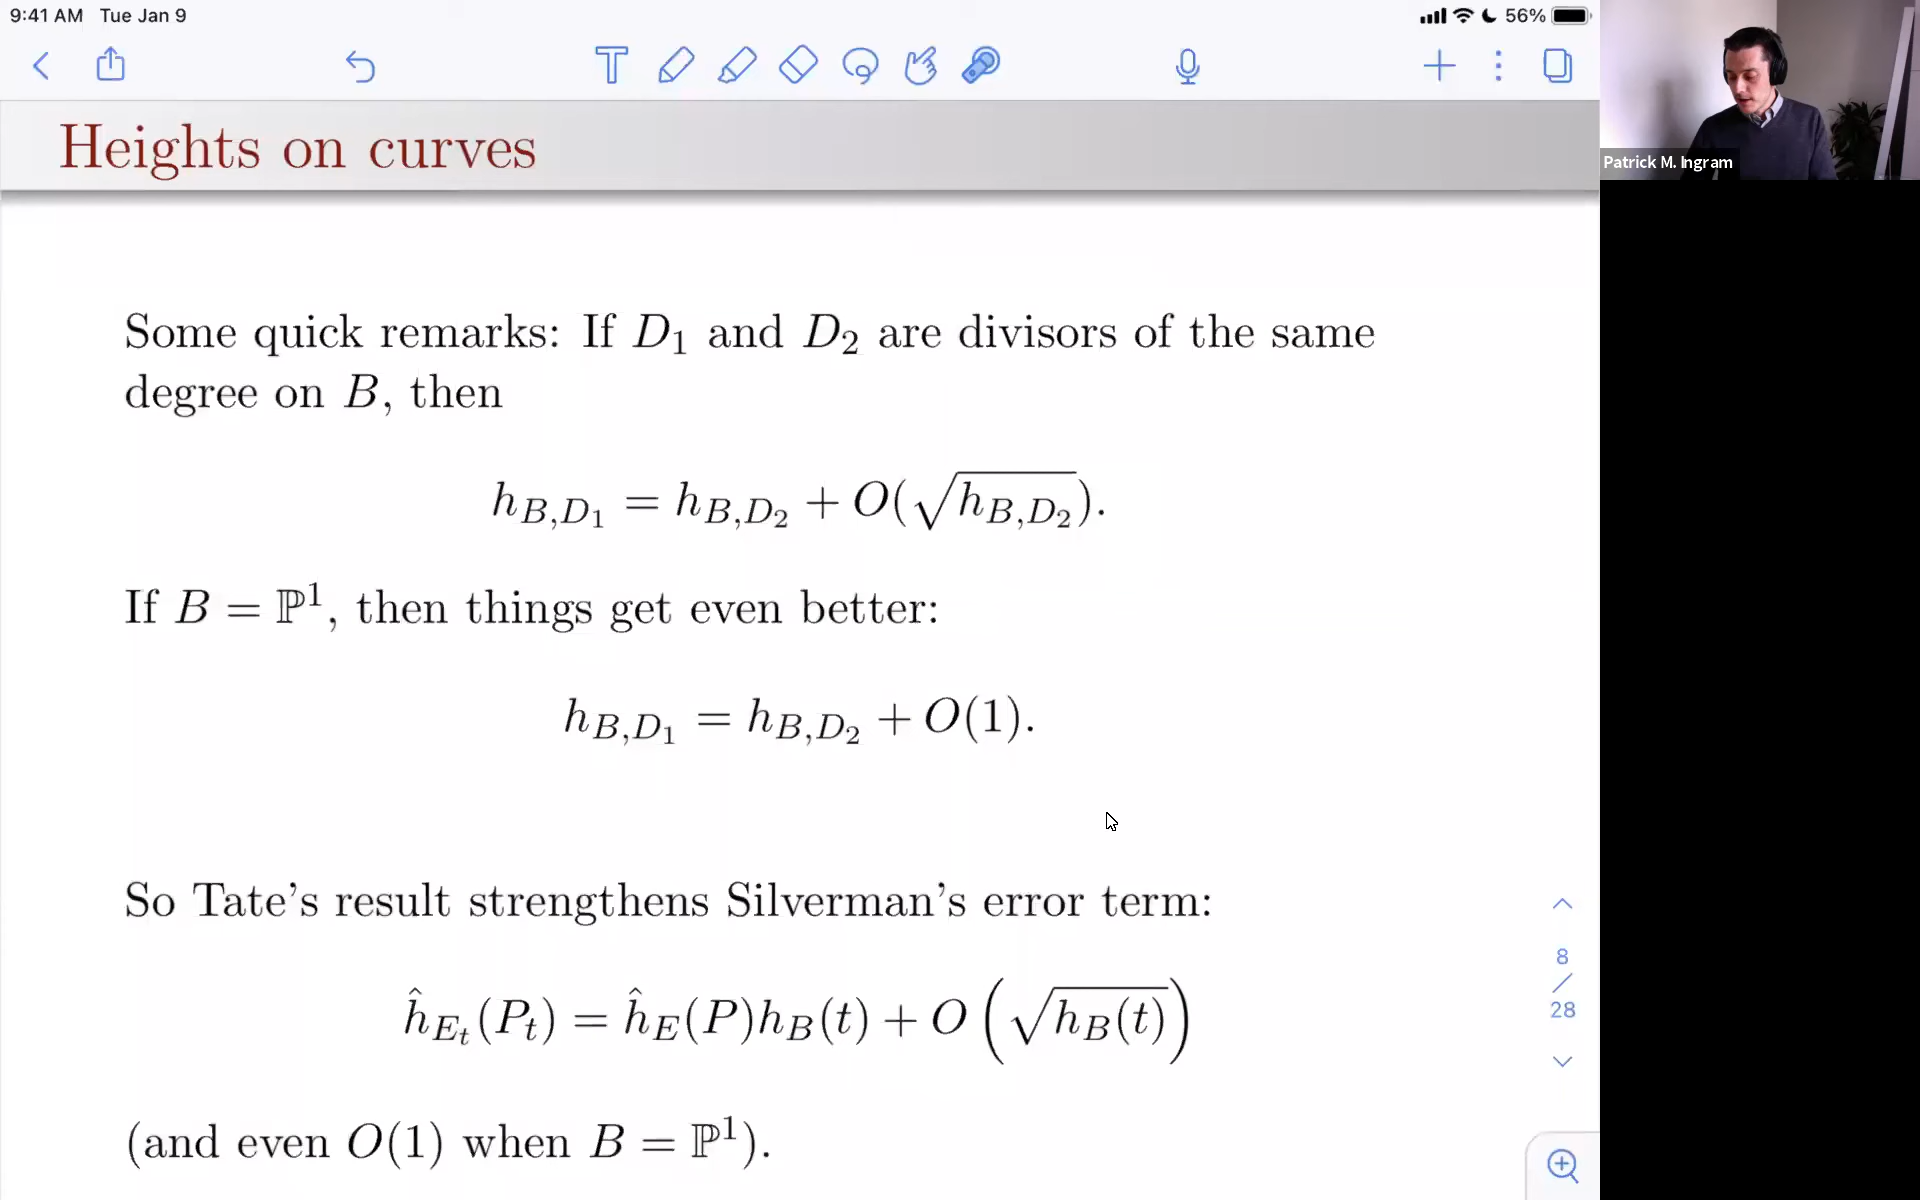 9:41 AM Tue Jan 9
56%
Heights on curves
Patrick M. Ingram
Some quick remarks: If D₁ and D₂ are divisors of the same
degree on B, then
h_{B,D₁} = h_{B,D₂} + O(√h_{B,D₂}).
If B = ℙ¹, then things get even better:
h_{B,D₁} = h_{B,D₂} + O(1).
So Tate's result strengthens Silverman's error term:
ĥ_{E_t}(P_t) = ĥ_E(P)h_B(t) + O(√h_B(t))
(and even O(1) when B = ℙ¹).
8
/
28